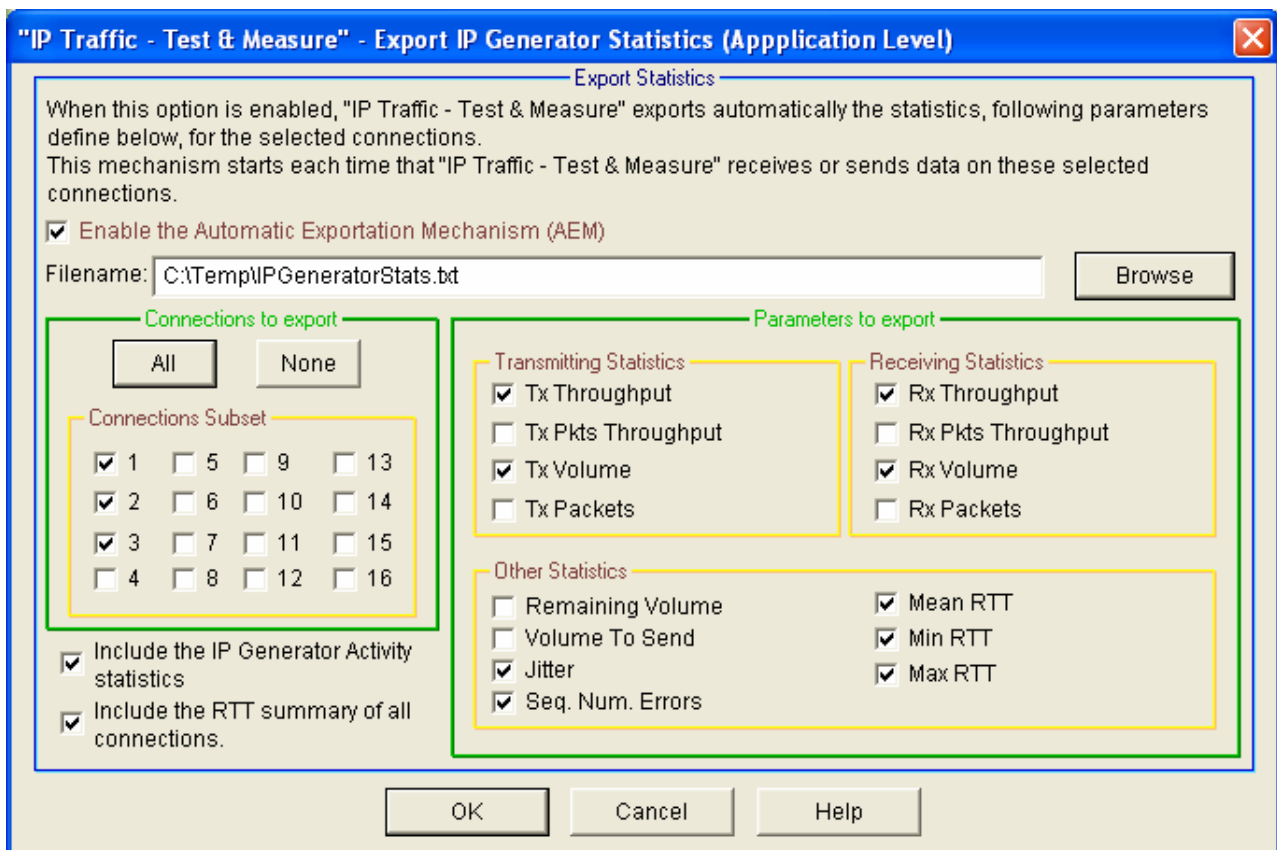 "IP Traffic - Test & Measure" - Export IP Generator Statistics (Appplication Level)
Export Statistics
When this option is enabled, "IP Traffic - Test & Measure" exports automatically the statistics, following parameters
define below, for the selected connections.
This mechanism starts each time that "IP Traffic - Test & Measure" receives or sends data on these selected
connections.
Enable the Automatic Exportation Mechanism (AEM)
Filename: C:\Temp\IPGeneratorStats.txt Browse
Connections to export
All None
Connections Subset
1 5 9 13
2 6 10 14
3 7 11 15
4 8 12 16
Include the IP Generator Activity
statistics
Include the RTT summary of all
connections.
Parameters to export
Transmitting Statistics
Tx Throughput
Tx Pkts Throughput
Tx Volume
Tx Packets
Receiving Statistics
Rx Throughput
Rx Pkts Throughput
Rx Volume
Rx Packets
Other Statistics
Remaining Volume
Volume To Send
Jitter
Seq. Num. Errors
Mean RTT
Min RTT
Max RTT
OK Cancel Help